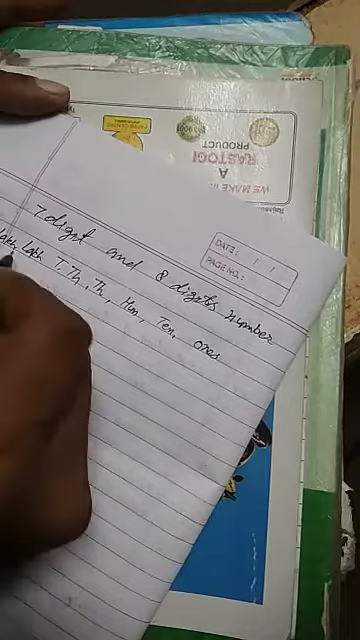 WE MAKE
A
PRODUCT
RASTOGI
DATE: / /
PAGE NO.:
7 digit and 8 digits number
Lakh T.Th, Th, Hun, Ten, ones